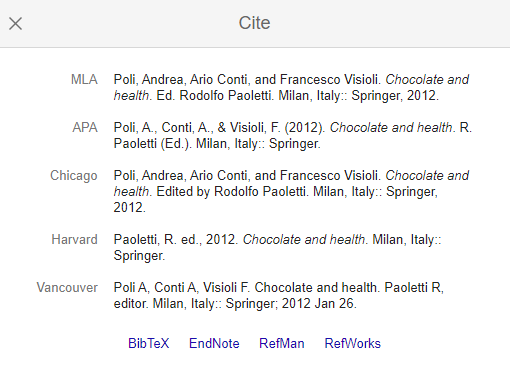 Cite
MLA Poli, Andrea, Ario Conti, and Francesco Visioli. Chocolate and
health. Ed. Rodolfo Paoletti. Milan, Italy:: Springer, 2012.
APA Poli, A., Conti, A., & Visioli, F. (2012). Chocolate and health. R.
Paoletti (Ed.). Milan, Italy:: Springer.
Chicago Poli, Andrea, Ario Conti, and Francesco Visioli. Chocolate and
health. Edited by Rodolfo Paoletti. Milan, Italy:: Springer,
2012.
Harvard Paoletti, R. ed., 2012. Chocolate and health. Milan, Italy::
Springer.
Vancouver Poli A, Conti A, Visioli F. Chocolate and health. Paoletti R,
editor. Milan, Italy:: Springer; 2012 Jan 26.
BibTeX EndNote RefMan RefWorks